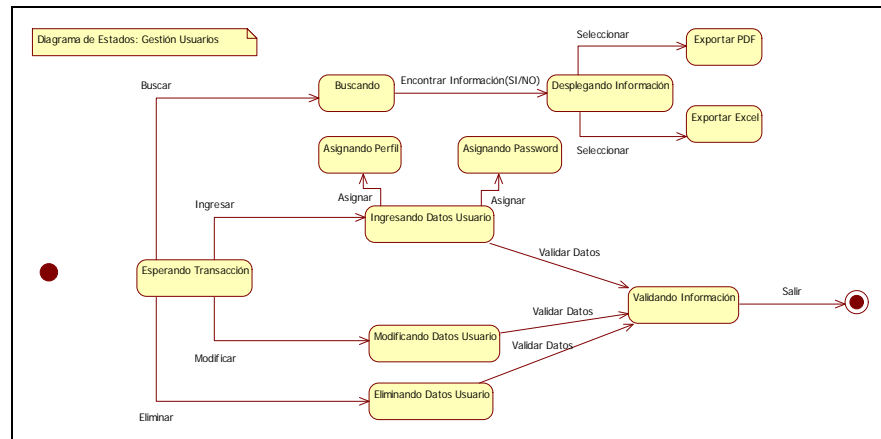 Diagrama de Estados: Gestión Usuarios
Seleccionar
Exportar PDF
Buscar
Buscando
Encontrar Información(SI/NO)
Desplegando Información
Exportar Excel
Seleccionar
Asignando Perfil
Asignando Password
Asignar
Asignar
Ingresar
Ingresando Datos Usuario
Validar Datos
Esperando Transacción
Validando Información
Salir
Validar Datos
Modificando Datos Usuario
Validar Datos
Modificar
Eliminando Datos Usuario
Eliminar